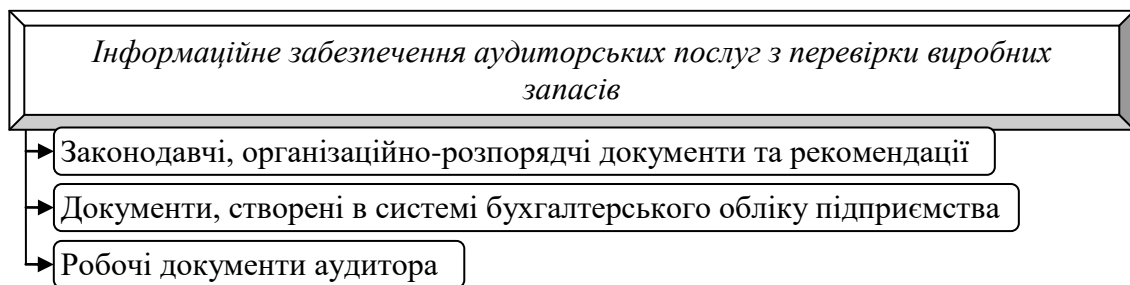 Інформаційне забезпечення аудиторських послуг з перевірки виробних
запасів
Законодавчі, організаційно-розпорядчі документи та рекомендації
Документи, створені в системі бухгалтерського обліку підприємства
Робочі документи аудитора